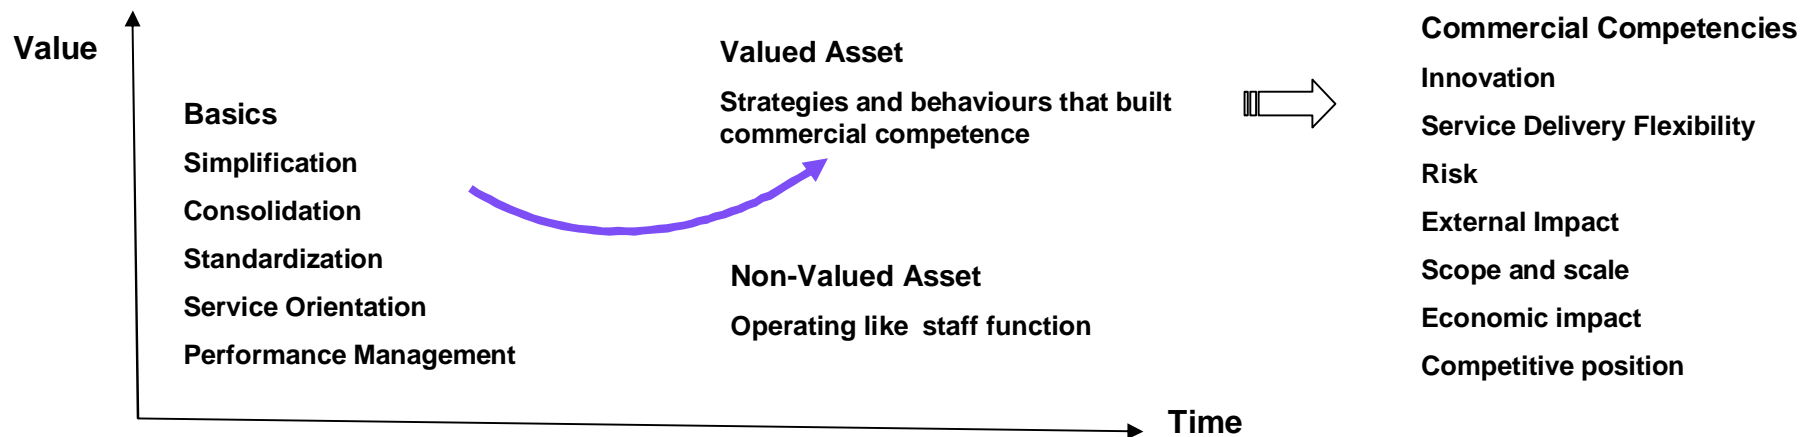 Value
Basics
Simplification
Consolidation
Standardization
Service Orientation
Performance Management
Valued Asset
Strategies and behaviours that built
commercial competence
Non-Valued Asset
Operating like staff function
Time
Commercial Competencies
Innovation
Service Delivery Flexibility
Risk
External Impact
Scope and scale
Economic impact
Competitive position